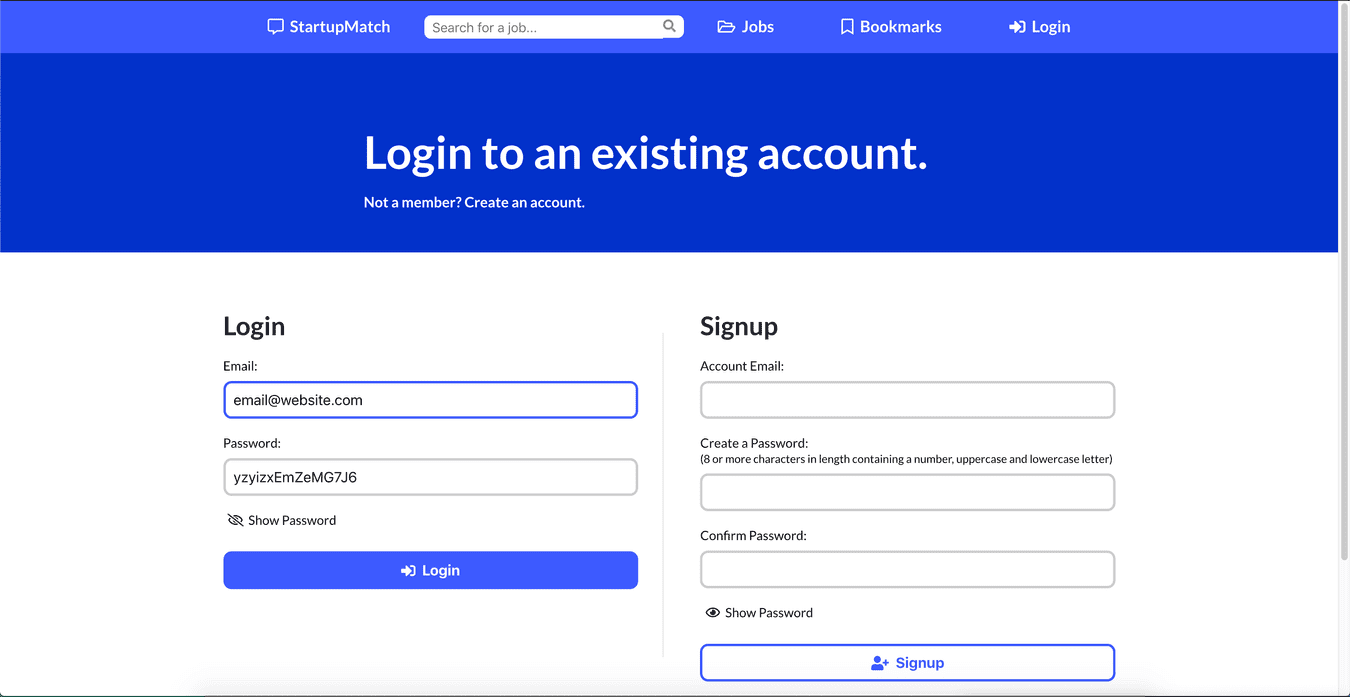 StartupMatch Search for a job... Jobs Bookmarks Login
Login to an existing account.
Not a member? Create an account.
Login
Email:
email@website.com
Password:
yzyizxEmZeMG7J6
Show Password
Login
Signup
Account Email:
Create a Password:
(8 or more characters in length containing a number, uppercase and lowercase letter)
Confirm Password:
Show Password
Signup